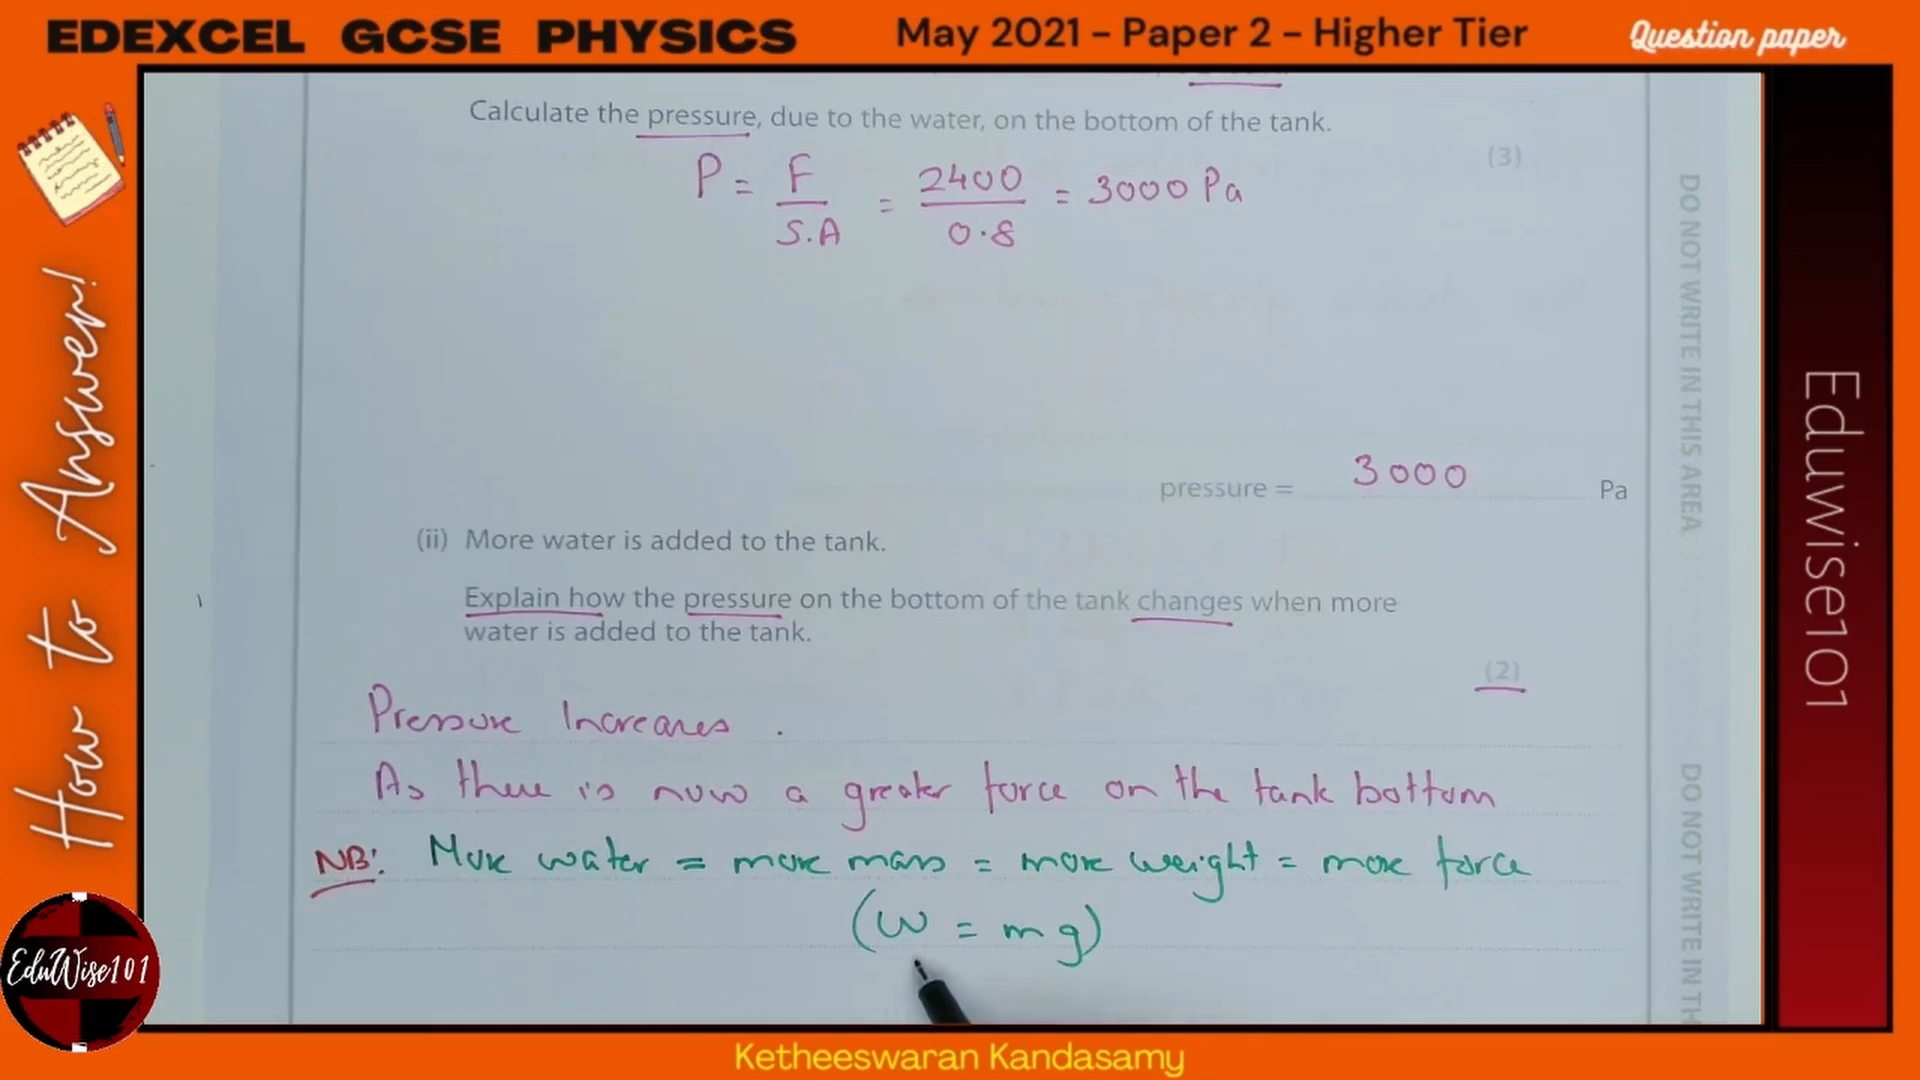 EDEXCEL GCSE PHYSICS May 2021 – Paper 2 – Higher Tier Question paper
Calculate the pressure, due to the water, on the bottom of the tank.
(3)
P = F / S.A = 2400 / 0.8 = 3000 Pa
pressure = 3000 Pa
(ii) More water is added to the tank.
Explain how the pressure on the bottom of the tank changes when more
water is added to the tank.
(2)
Pressure Increases .
As there is now a greater force on the tank bottom
NB: More water = more mass = more weight = more force
(W = mg)
How to Answer!
EduWise101
DO NOT WRITE IN THIS AREA
DO NOT WRITE IN TH
Eduwise101
Ketheeswaran Kandasamy